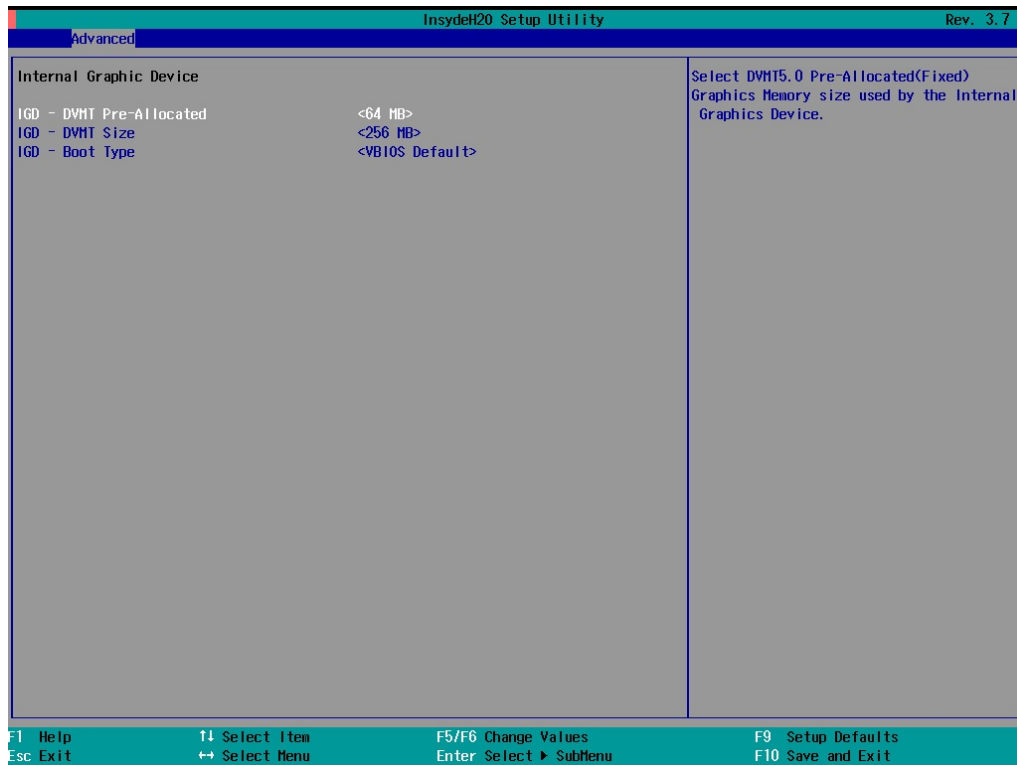 InsydeH20 Setup Utility Rev. 3.7
Advanced
Internal Graphic Device
IGD - DVMT Pre-Allocated <64 MB>
IGD - DVMT Size <256 MB>
IGD - Boot Type <VBIOS Default>
Select DVMT5.0 Pre-Allocated(Fixed)
Graphics Memory size used by the Internal
Graphics Device.
F1 Help ↑↓ Select Item F5/F6 Change Values F9 Setup Defaults
Esc Exit ↔ Select Menu Enter Select ▶ SubMenu F10 Save and Exit